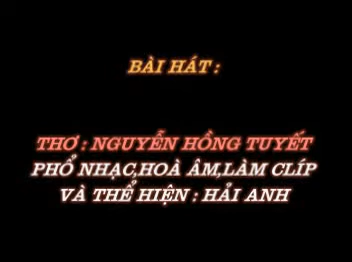 BÀI HÁT :
THƠ : NGUYỄN HỒNG TUYẾT
PHỔ NHẠC,HOÀ ÂM,LÀM CLÍP
VÀ THỂ HIỆN : HẢI ANH